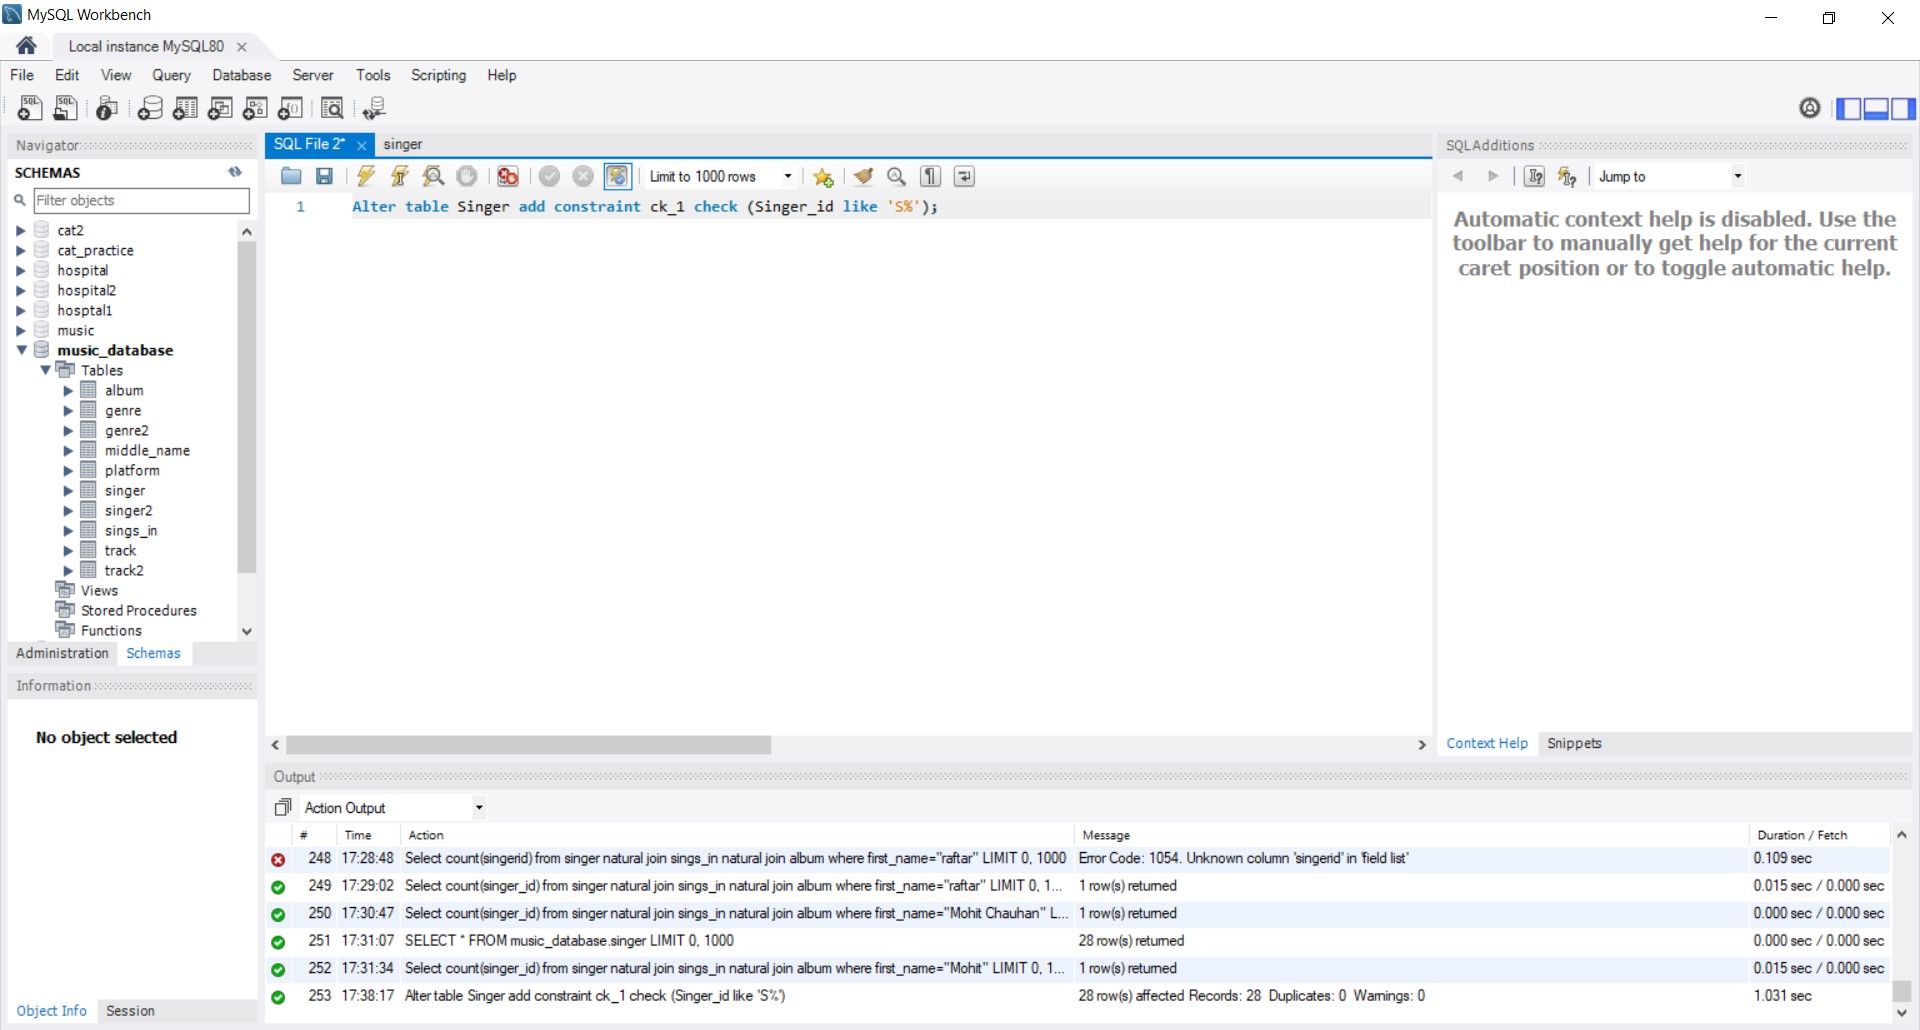 MySQL Workbench
Local instance MySQL80
File Edit View Query Database Server Tools Scripting Help
Navigator
SCHEMAS
Filter objects
cat2
cat_practice
hospital
hospital2
hosptal1
music
music_database
Tables
album
genre
genre2
middle_name
platform
singer
singer2
sings_in
track
track2
Views
Stored Procedures
Functions
Administration Schemas
Information
No object selected
Object Info Session
SQL File 2* singer
Limit to 1000 rows
1 Alter table Singer add constraint ck_1 check (Singer_id like 'S%');
SQLAdditions
Jump to
Automatic context help is disabled. Use the
toolbar to manually get help for the current
caret position or to toggle automatic help.
Context Help Snippets
Output
Action Output
# Time Action Message Duration / Fetch
248 17:28:48 Select count(singerid) from singer natural join sings_in natural join album where first_name="raftar" LIMIT 0, 1000 Error Code: 1054. Unknown column 'singerid' in 'field list' 0.109 sec
249 17:29:02 Select count(singer_id) from singer natural join sings_in natural join album where first_name="raftar" LIMIT 0, 1... 1 row(s) returned 0.015 sec / 0.000 sec
250 17:30:47 Select count(singer_id) from singer natural join sings_in natural join album where first_name="Mohit Chauhan" L... 1 row(s) returned 0.000 sec / 0.000 sec
251 17:31:07 SELECT * FROM music_database.singer LIMIT 0, 1000 28 row(s) returned 0.000 sec / 0.000 sec
252 17:31:34 Select count(singer_id) from singer natural join sings_in natural join album where first_name="Mohit" LIMIT 0, 1... 1 row(s) returned 0.015 sec / 0.000 sec
253 17:38:17 Alter table Singer add constraint ck_1 check (Singer_id like 'S%') 28 row(s) affected Records: 28 Duplicates: 0 Warnings: 0 1.031 sec